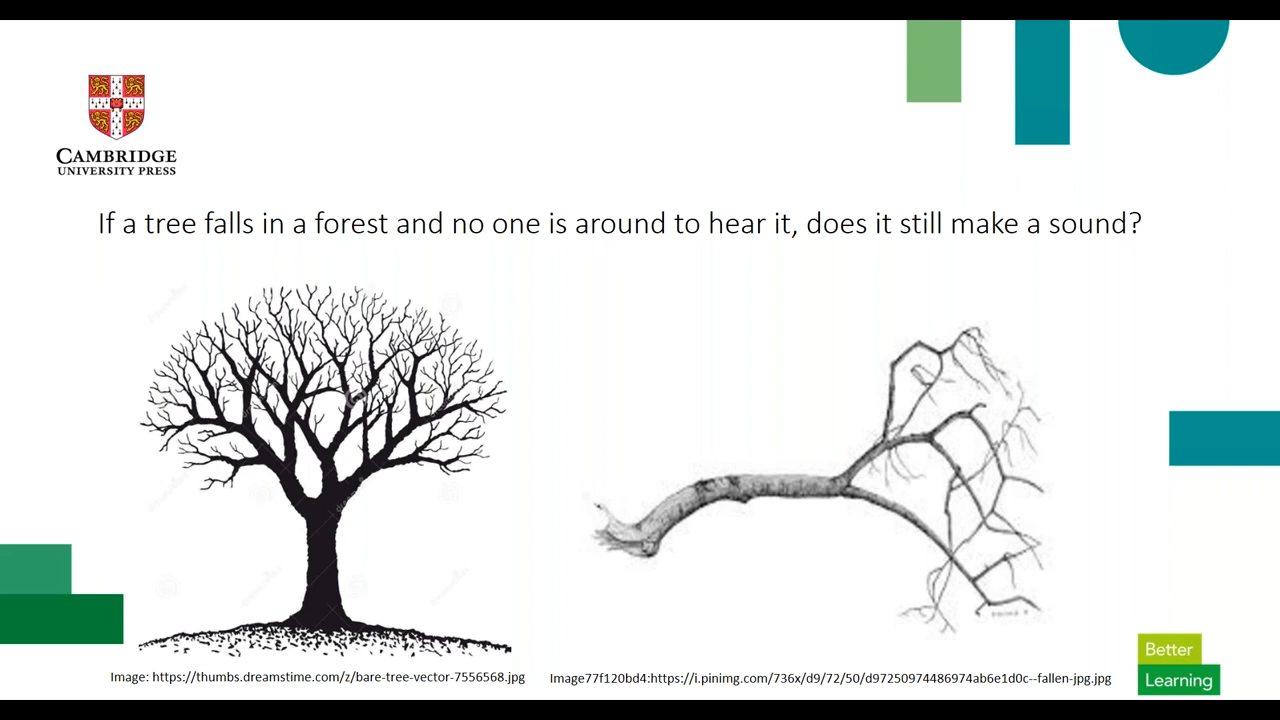 CAMBRIDGE
UNIVERSITY PRESS
If a tree falls in a forest and no one is around to hear it, does it still make a sound?
Image: https://thumbs.dreamstime.com/z/bare-tree-vector-7556568.jpg
Image77f120bd4:https://i.pinimg.com/736x/d9/72/50/d97250974486974ab6e1d0c--fallen-jpg.jpg
Better
Learning